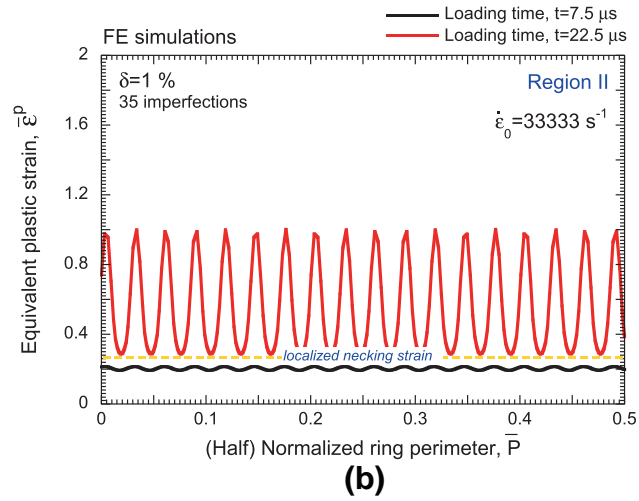 Loading time, t=7.5 μs
Loading time, t=22.5 μs
FE simulations
2
1.6
1.2
0.8
0.4
0
δ=1 %
35 imperfections
Region II
ε̇₀=33333 s⁻¹
localized necking strain
Equivalent plastic strain, ε̄ᵖ
0 0.1 0.2 0.3 0.4 0.5
(Half) Normalized ring perimeter, P̄
(b)